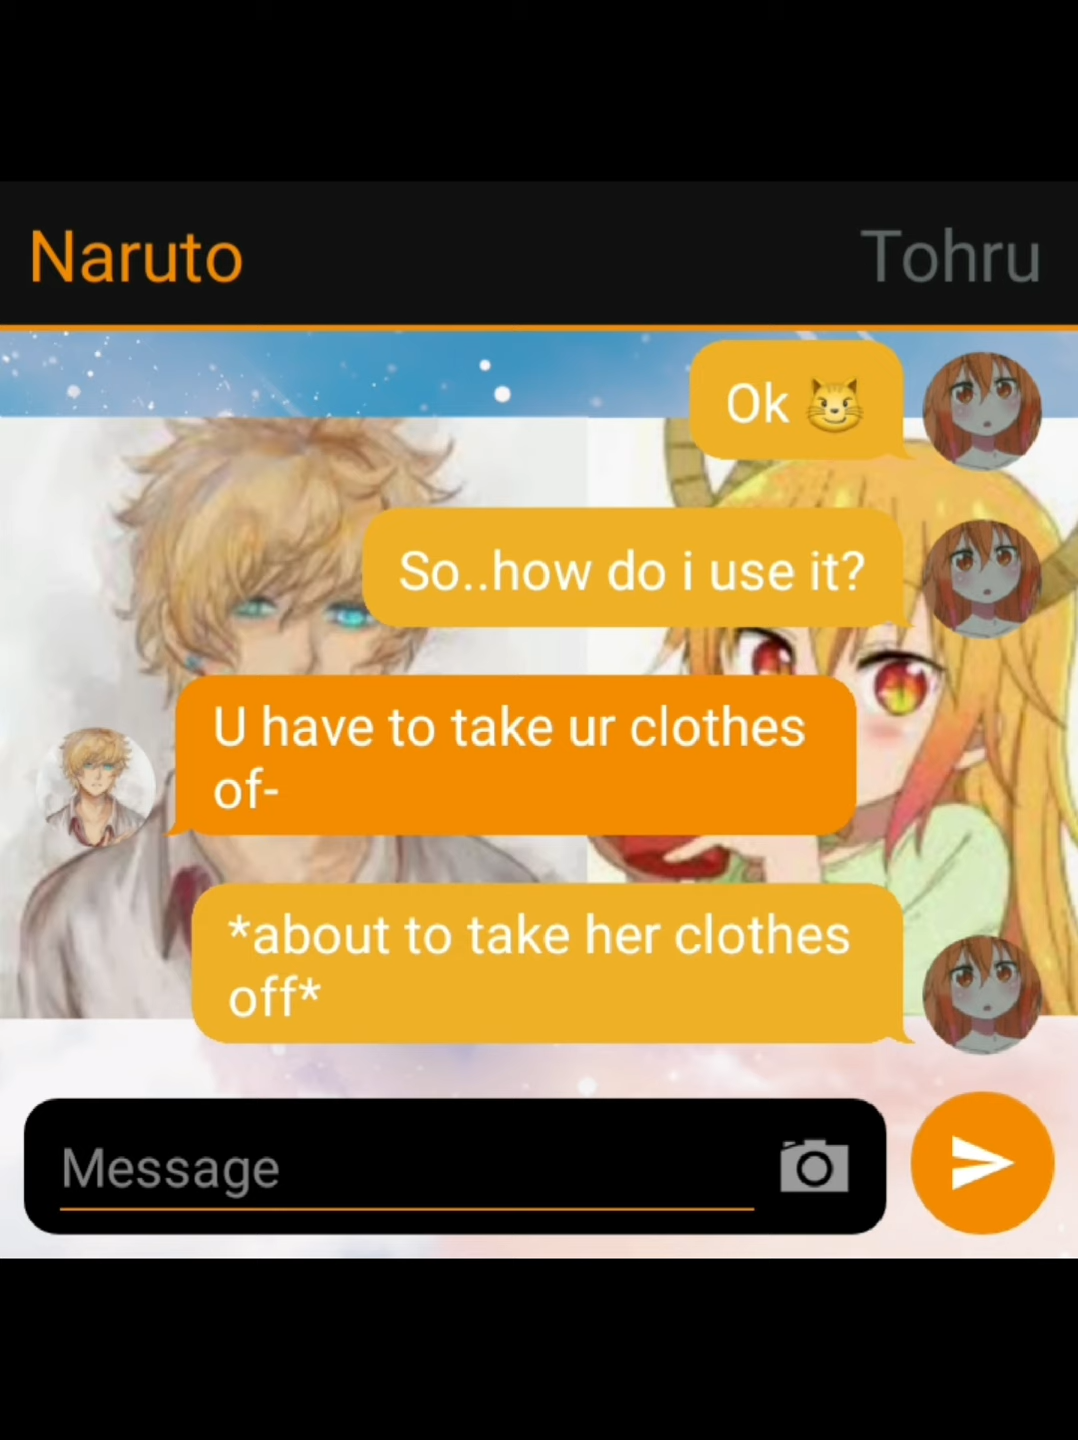 Naruto
Tohru
Ok 😼
So..how do i use it?
U have to take ur clothes
of-
*about to take her clothes
off*
Message